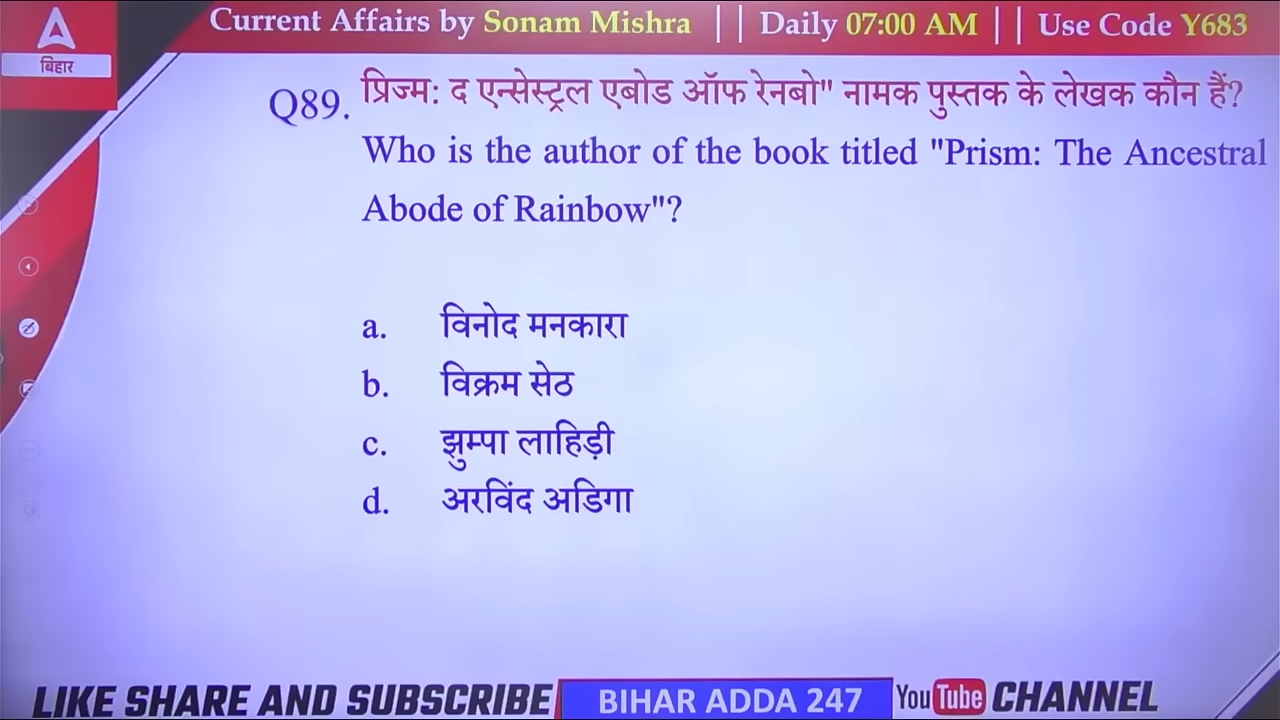 Current Affairs by Sonam Mishra || Daily 07:00 AM || Use Code Y683
बिहार
Q89. प्रिज्म: द एन्सेस्ट्रल एबोड ऑफ रेनबो" नामक पुस्तक के लेखक कौन हैं?
Who is the author of the book titled "Prism: The Ancestral
Abode of Rainbow"?
a. विनोद मनकारा
b. विक्रम सेठ
c. झुम्पा लाहिड़ी
d. अरविंद अडिगा
LIKE SHARE AND SUBSCRIBE BIHAR ADDA 247 YouTube CHANNEL